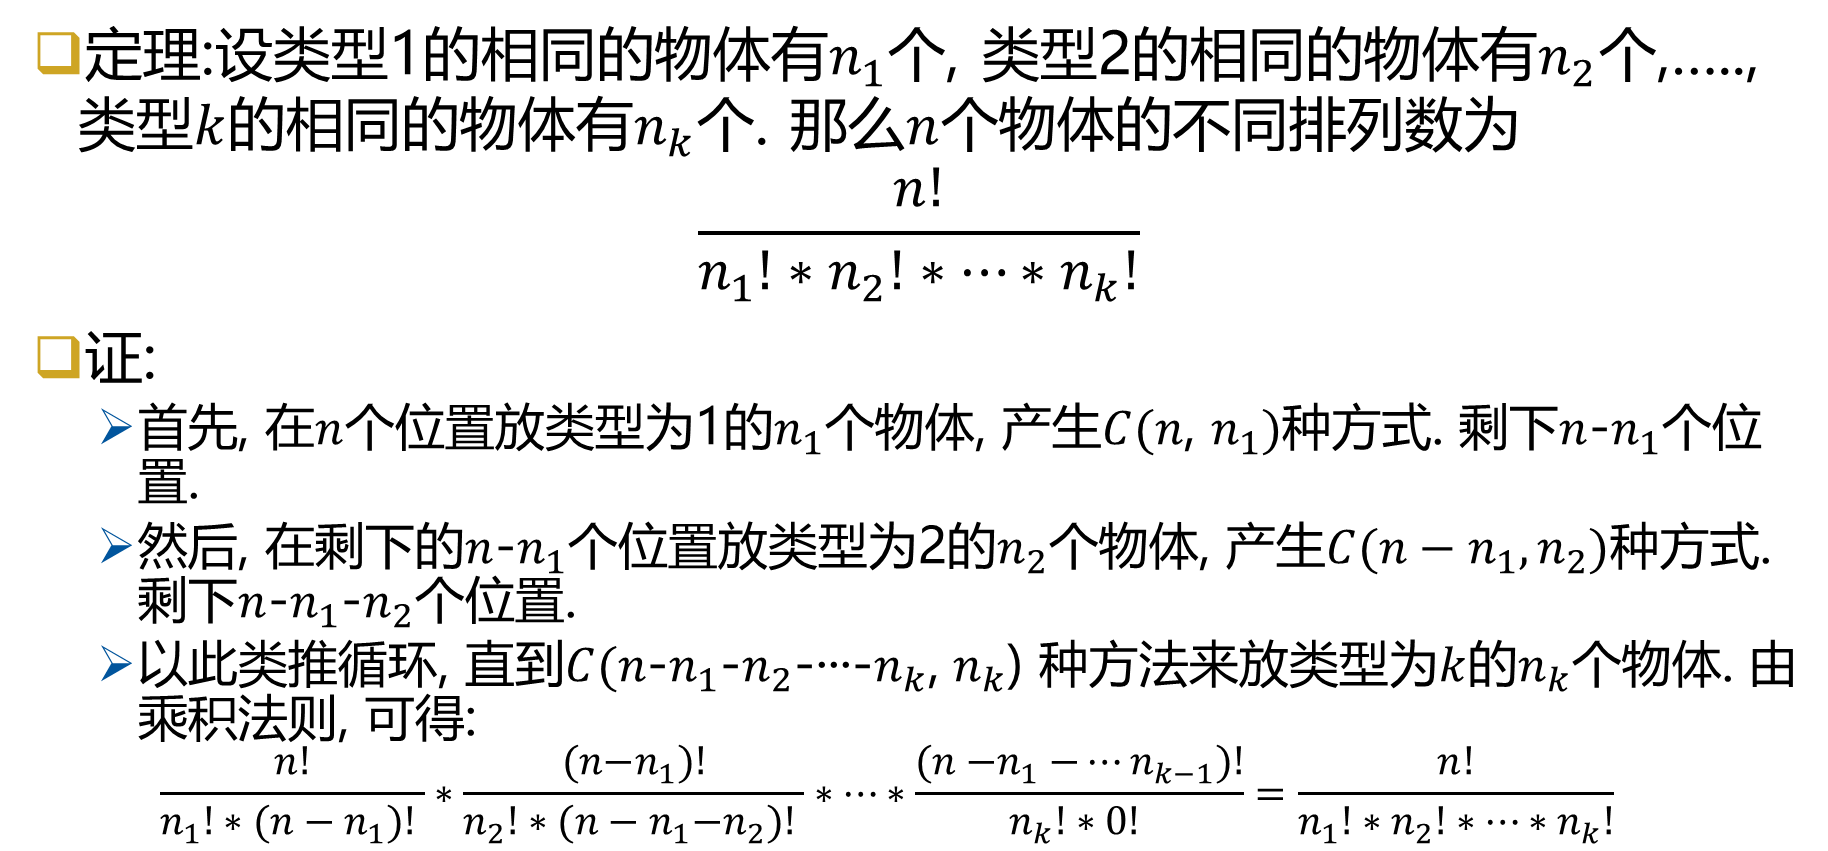 定理:设类型1的相同的物体有n₁个, 类型2的相同的物体有n₂个,.....,
类型k的相同的物体有nₖ个. 那么n个物体的不同排列数为
n!
n₁! * n₂! * ⋯ * nₖ!
证:
首先, 在n个位置放类型为1的n₁个物体, 产生C(n, n₁)种方式. 剩下n-n₁个位
置.
然后, 在剩下的n-n₁个位置放类型为2的n₂个物体, 产生C(n − n₁, n₂)种方式.
剩下n-n₁-n₂个位置.
以此类推循环, 直到C(n-n₁-n₂-⋯-nₖ, nₖ) 种方法来放类型为k的nₖ个物体. 由
乘积法则, 可得:
n! (n−n₁)! (n −n₁ − ⋯ nₖ₋₁)! n!
n₁! * (n − n₁)! * n₂! * (n − n₁−n₂)! * ⋯ * nₖ! * 0! = n₁! * n₂! * ⋯ * nₖ!